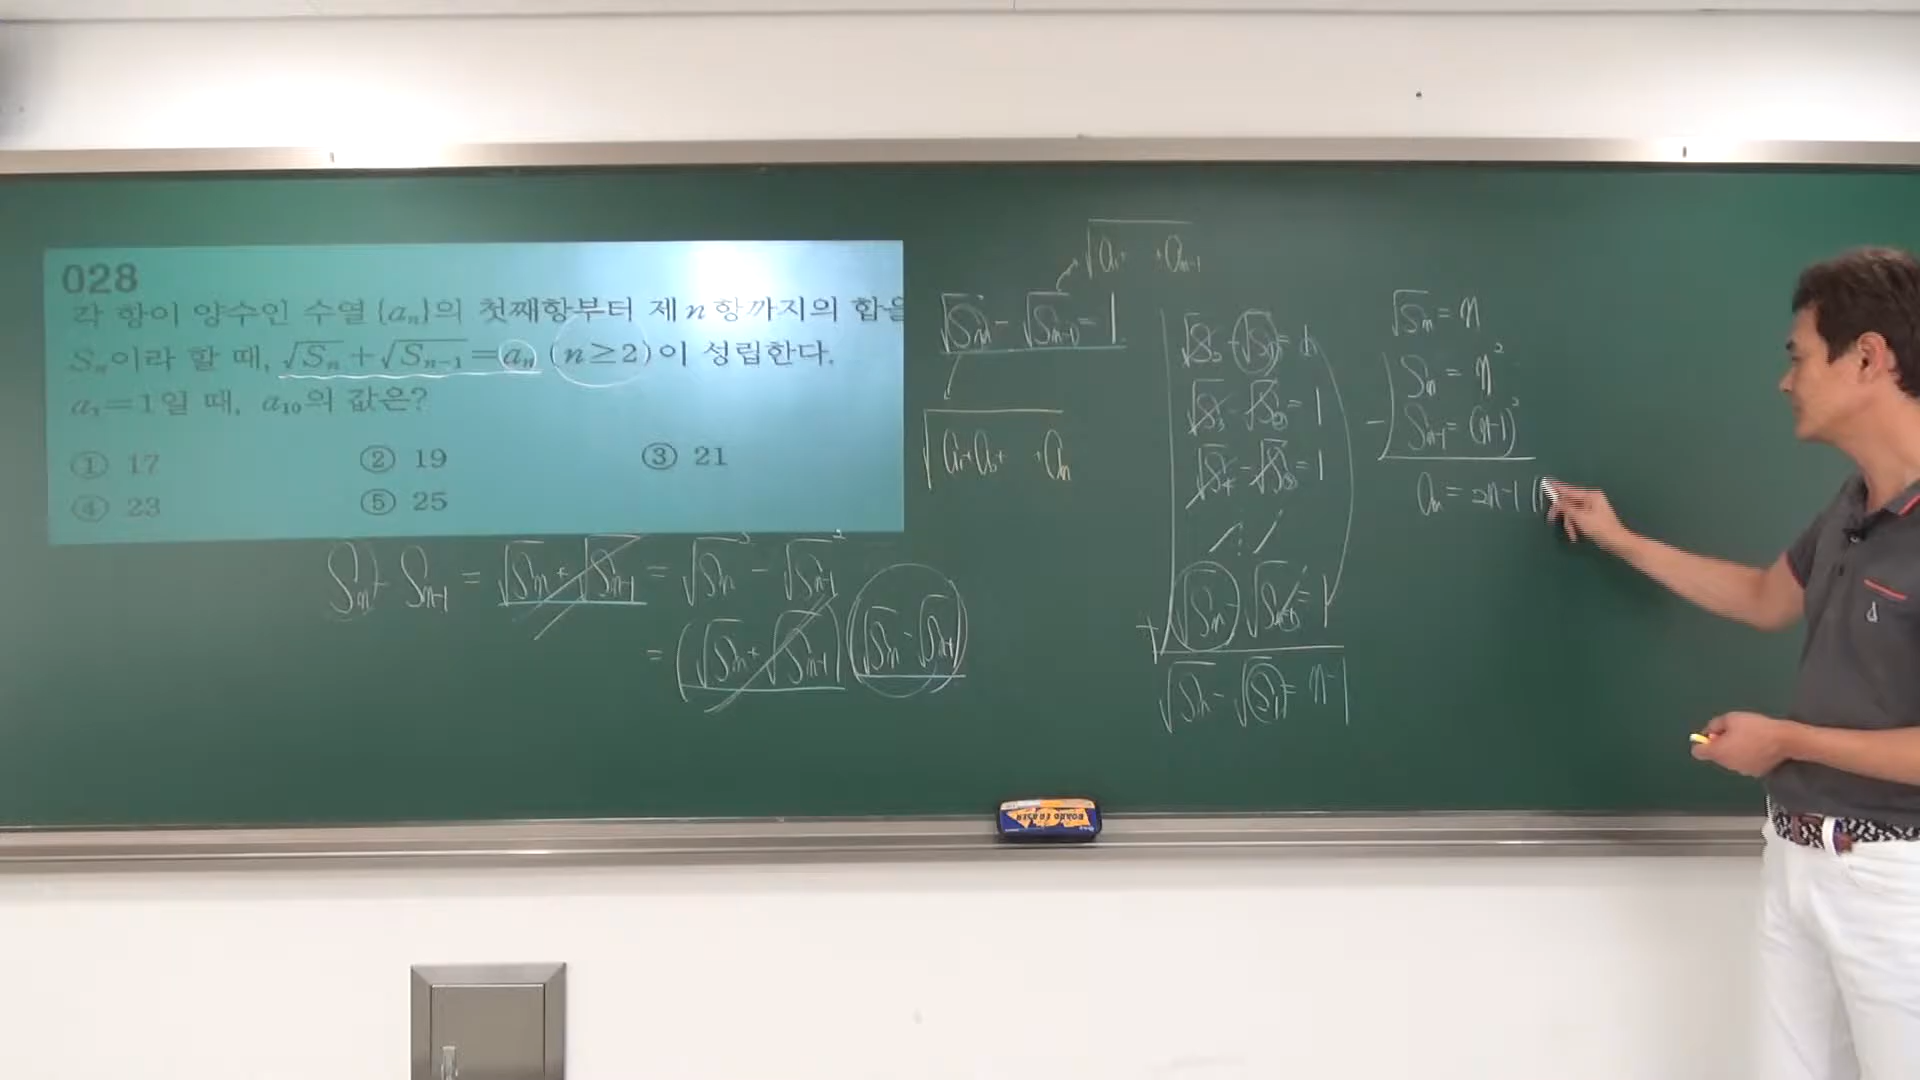 028
각 항이 양수인 수열 {aₙ}의 첫째항부터 제n항까지의 합을
Sₙ이라 할 때, √Sₙ + √Sₙ₋₁ = aₙ (n≥2)이 성립한다.
a₁=1일 때, a₁₀의 값은?
① 17 ② 19 ③ 21
④ 23 ⑤ 25
Sₙ - Sₙ₋₁ = √Sₙ + √Sₙ₋₁ = √Sₙ² - √Sₙ₋₁²
= (√Sₙ + √Sₙ₋₁)(√Sₙ - √Sₙ₋₁)
√Sₙ - √Sₙ₋₁ = 1
√S₂ - √S₁ = 1
√S₃ - √S₂ = 1
√S₄ - √S₃ = 1
√Sₙ - √Sₙ₋₁ = 1
√Sₙ - √S₁ = n-1
√Sₙ = n
Sₙ = n²
- Sₙ₋₁ = (n-1)²
aₙ = 2n-1
BOARD ERASER
d